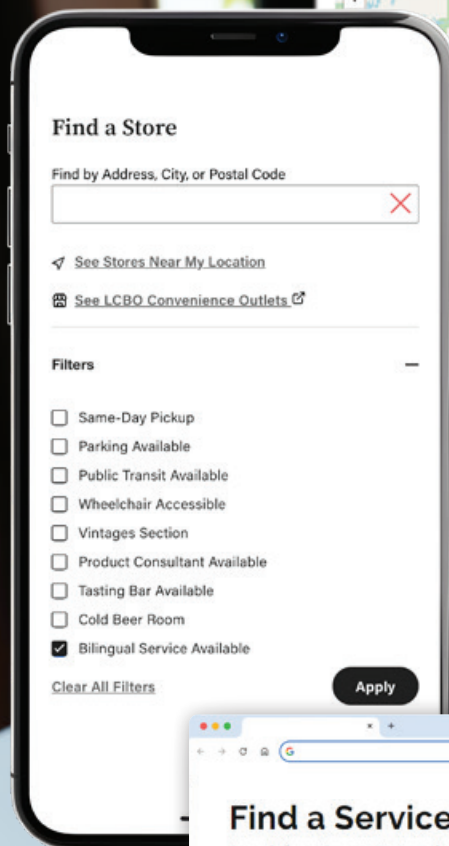 Find a Store
Find by Address, City, or Postal Code
See Stores Near My Location
See LCBO Convenience Outlets
Filters
Same-Day Pickup
Parking Available
Public Transit Available
Wheelchair Accessible
Vintages Section
Product Consultant Available
Tasting Bar Available
Cold Beer Room
Bilingual Service Available
Clear All Filters
Apply
Find a Service